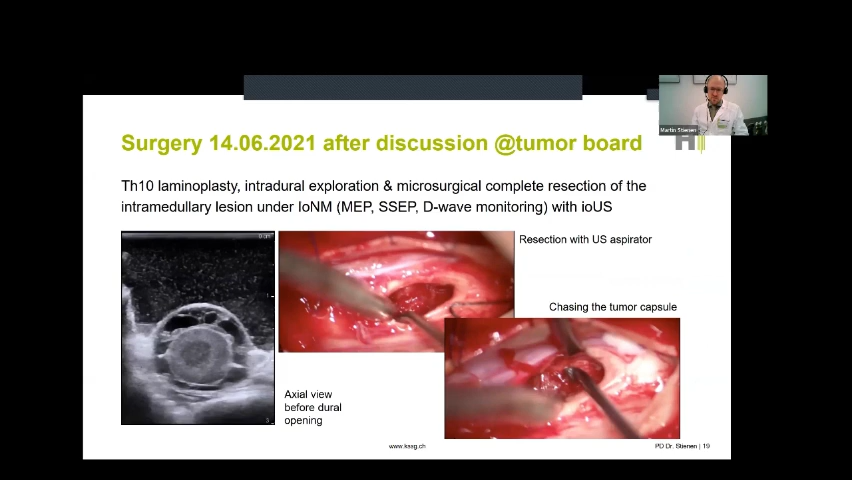 Martin Stienen
Surgery 14.06.2021 after discussion @tumor board
Th10 laminoplasty, intradural exploration & microsurgical complete resection of the
intramedullary lesion under IoNM (MEP, SSEP, D-wave monitoring) with ioUS
Resection with US aspirator
Chasing the tumor capsule
Axial view
before dural
opening
www.kssg.ch
PD Dr. Stienen | 19